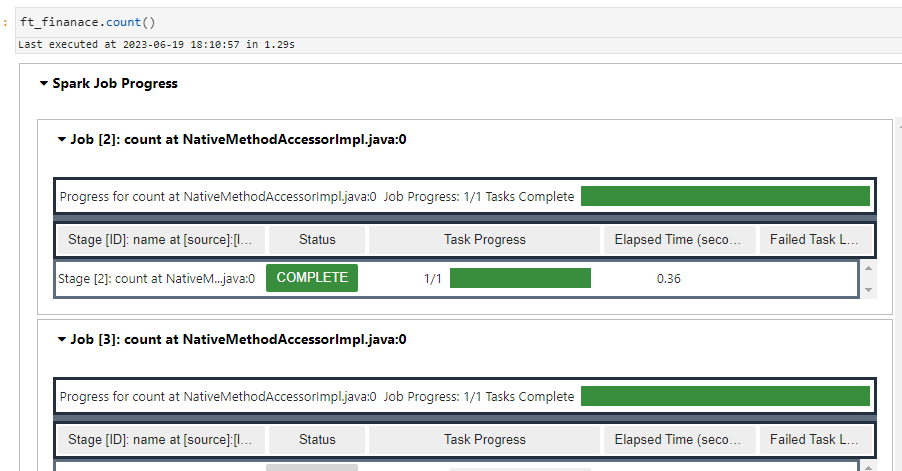 : ft_finanace.count()
Last executed at 2023-06-19 18:10:57 in 1.29s
Spark Job Progress
Job [2]: count at NativeMethodAccessorImpl.java:0
Progress for count at NativeMethodAccessorImpl.java:0 Job Progress: 1/1 Tasks Complete
Stage [ID]: name at [source]:[l... Status Task Progress Elapsed Time (seco... Failed Task L...
Stage [2]: count at NativeM...java:0 COMPLETE 1/1 0.36
Job [3]: count at NativeMethodAccessorImpl.java:0
Progress for count at NativeMethodAccessorImpl.java:0 Job Progress: 1/1 Tasks Complete
Stage [ID]: name at [source]:[l... Status Task Progress Elapsed Time (seco... Failed Task L...